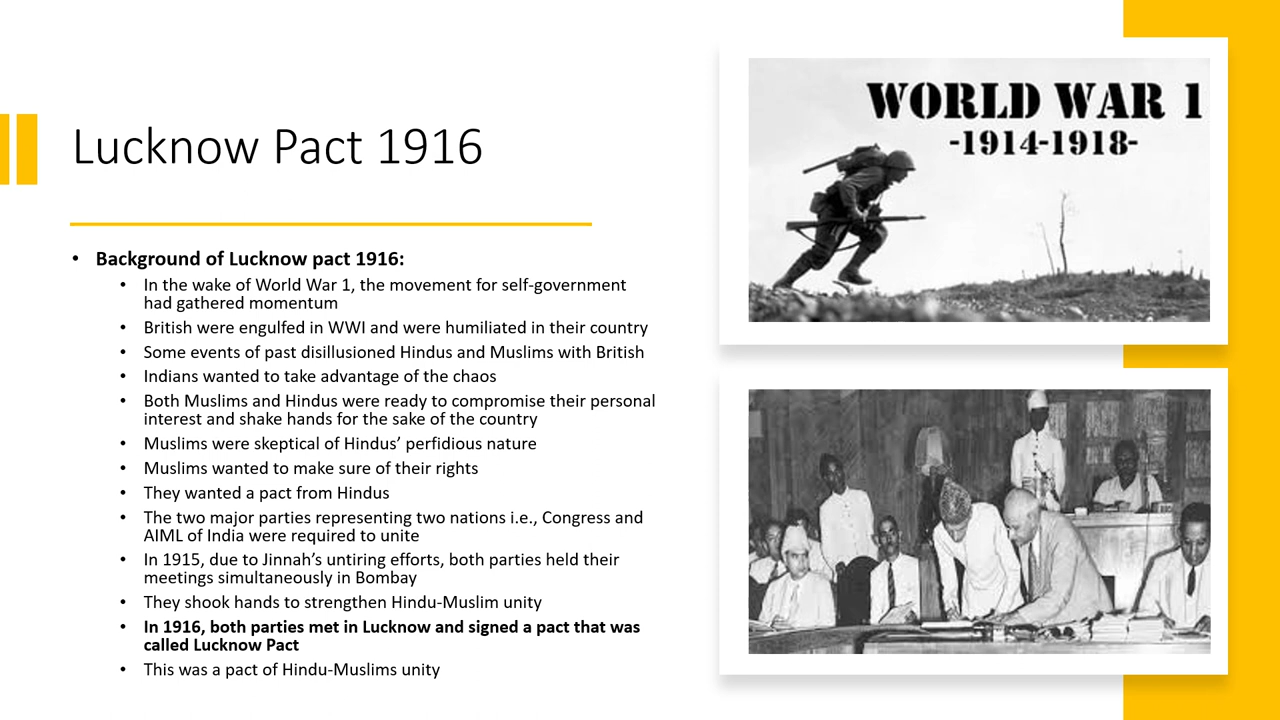 Lucknow Pact 1916
• Background of Lucknow pact 1916:
• In the wake of World War 1, the movement for self-government
had gathered momentum
• British were engulfed in WWI and were humiliated in their country
• Some events of past disillusioned Hindus and Muslims with British
• Indians wanted to take advantage of the chaos
• Both Muslims and Hindus were ready to compromise their personal
interest and shake hands for the sake of the country
• Muslims were skeptical of Hindus’ perfidious nature
• Muslims wanted to make sure of their rights
• They wanted a pact from Hindus
• The two major parties representing two nations i.e., Congress and
AIML of India were required to unite
• In 1915, due to Jinnah’s untiring efforts, both parties held their
meetings simultaneously in Bombay
• They shook hands to strengthen Hindu-Muslim unity
• In 1916, both parties met in Lucknow and signed a pact that was
called Lucknow Pact
• This was a pact of Hindu-Muslims unity
WORLD WAR 1
-1914-1918-